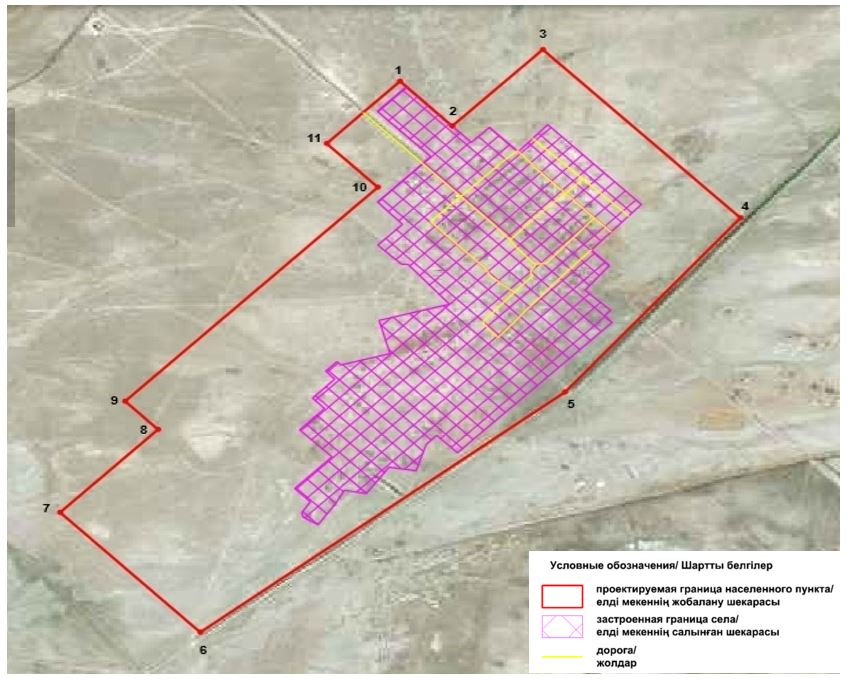 3
1
2
11
10
4
9
5
8
7
6
Условные обозначения/ Шартты белгілер
проектируемая граница населенного пункта/
елді мекеннің жобалану шекарасы
застроенная граница села/
елді мекеннің салынған шекарасы
дорога/
жолдар